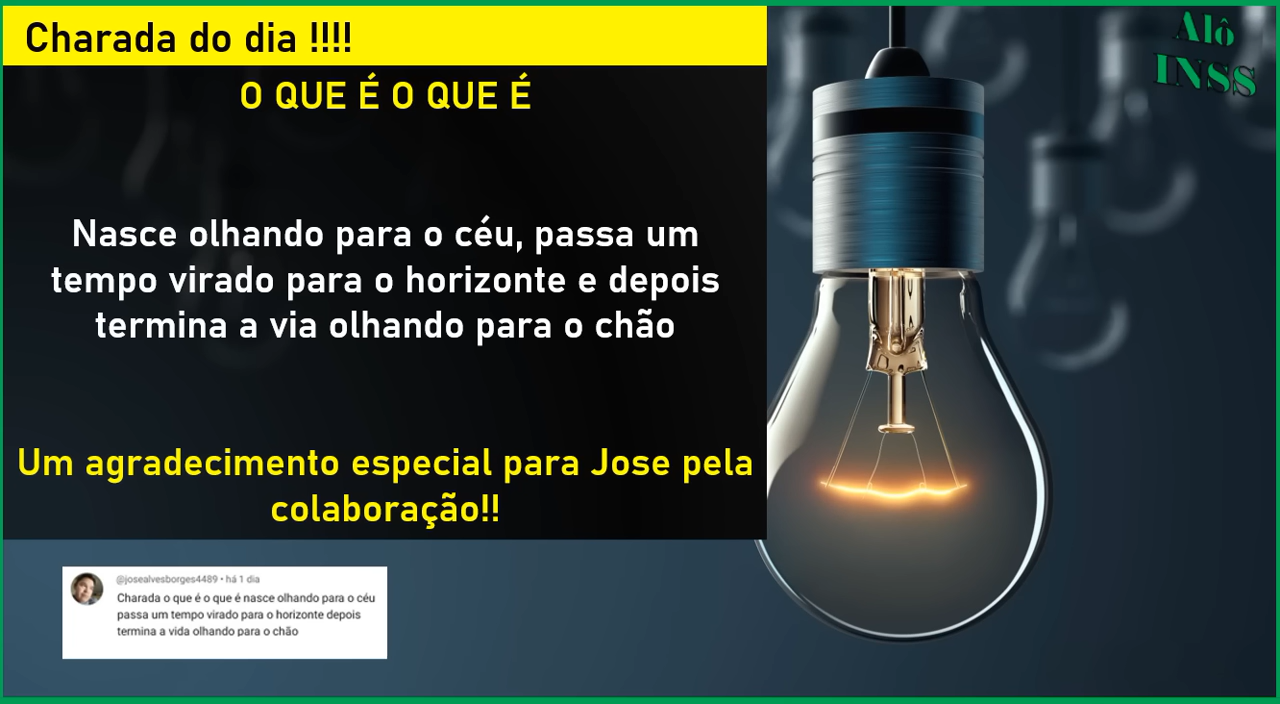 Charada do dia !!!!
Alô
INSS
O QUE É O QUE É
Nasce olhando para o céu, passa um
tempo virado para o horizonte e depois
termina a via olhando para o chão
Um agradecimento especial para Jose pela
colaboração!!
@josealvesborges4489 • há 1 dia
Charada o que é o que é nasce olhando para o céu
passa um tempo virado para o horizonte depois
termina a vida olhando para o chão